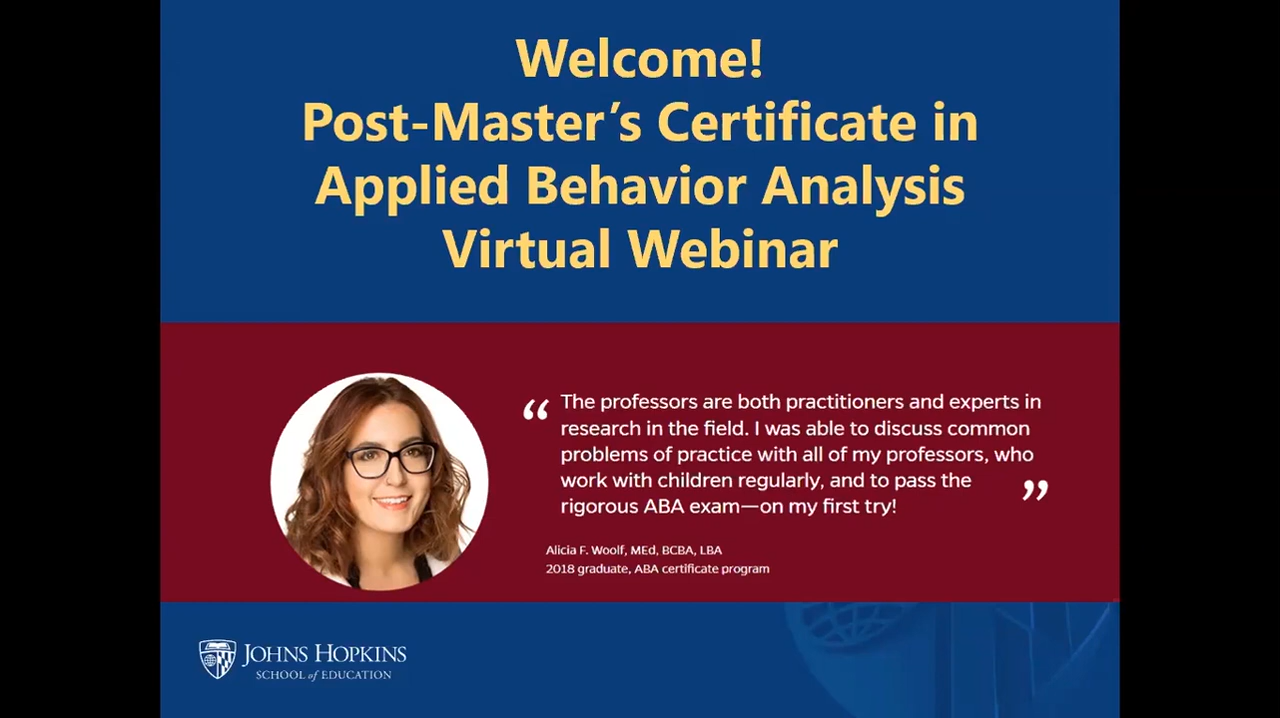 Welcome!
Post-Master’s Certificate in
Applied Behavior Analysis
Virtual Webinar
“ The professors are both practitioners and experts in
research in the field. I was able to discuss common
problems of practice with all of my professors, who
work with children regularly, and to pass the
rigorous ABA exam—on my first try! ”
Alicia F. Woolf, MEd, BCBA, LBA
2018 graduate, ABA certificate program
JOHNS HOPKINS
SCHOOL of EDUCATION